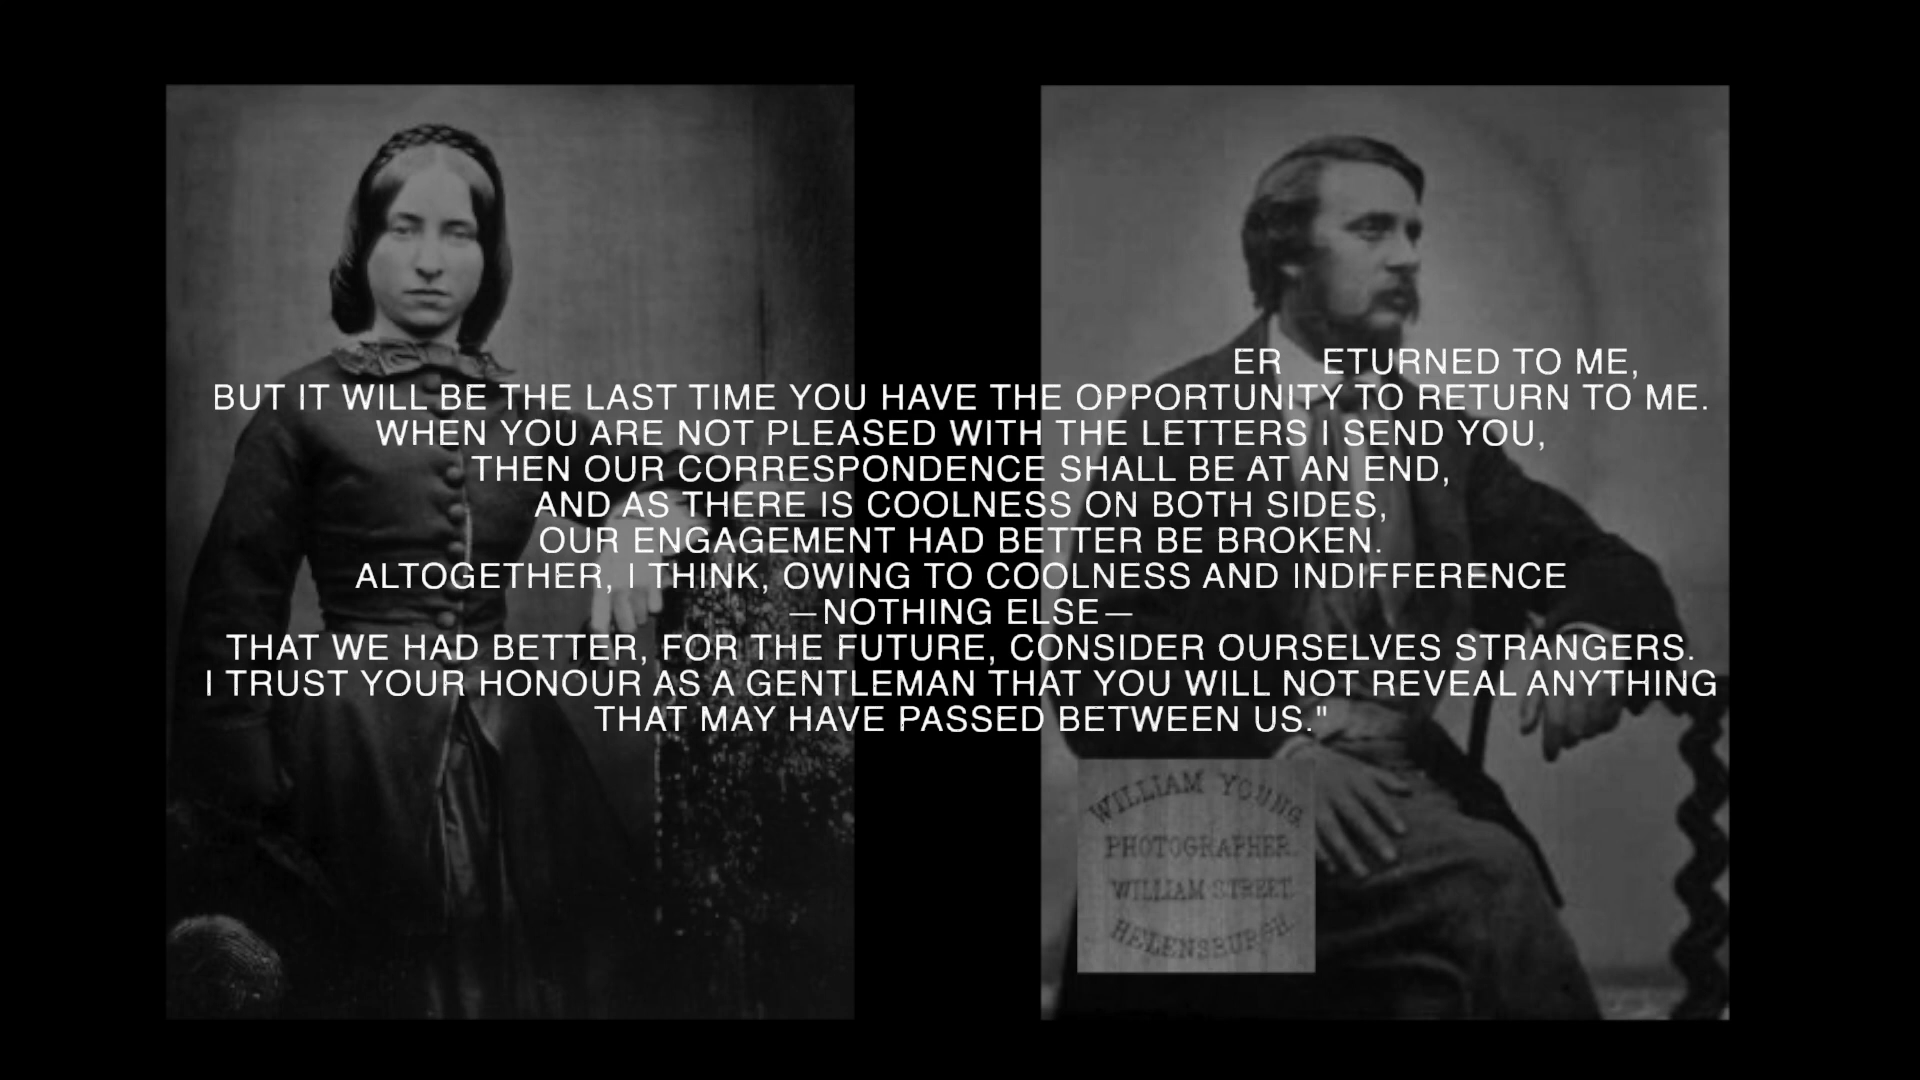 ER ETURNED TO ME,
BUT IT WILL BE THE LAST TIME YOU HAVE THE OPPORTUNITY TO RETURN TO ME.
WHEN YOU ARE NOT PLEASED WITH THE LETTERS I SEND YOU,
THEN OUR CORRESPONDENCE SHALL BE AT AN END,
AND AS THERE IS COOLNESS ON BOTH SIDES,
OUR ENGAGEMENT HAD BETTER BE BROKEN.
ALTOGETHER, I THINK, OWING TO COOLNESS AND INDIFFERENCE
—NOTHING ELSE—
THAT WE HAD BETTER, FOR THE FUTURE, CONSIDER OURSELVES STRANGERS.
I TRUST YOUR HONOUR AS A GENTLEMAN THAT YOU WILL NOT REVEAL ANYTHING
THAT MAY HAVE PASSED BETWEEN US."
WILLIAM YOUNG
PHOTOGRAPHER.
WILLIAM STREET
HELENSBURGH